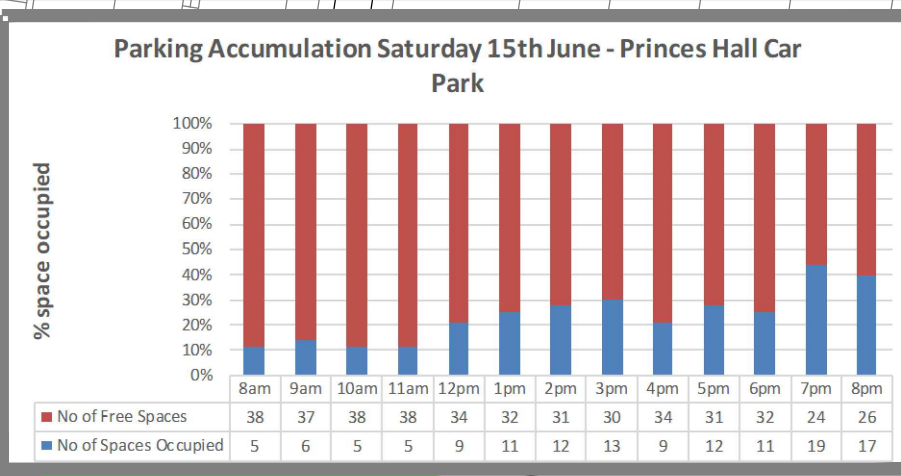 Parking Accumulation Saturday 15th June - Princes Hall Car
Park
% space occupied
100%
90%
80%
70%
60%
50%
40%
30%
20%
10%
0%
8am 9am 10am 11am 12pm 1pm 2pm 3pm 4pm 5pm 6pm 7pm 8pm
No of Free Spaces 38 37 38 38 34 32 31 30 34 31 32 24 26
No of Spaces Occupied 5 6 5 5 9 11 12 13 9 12 11 19 17